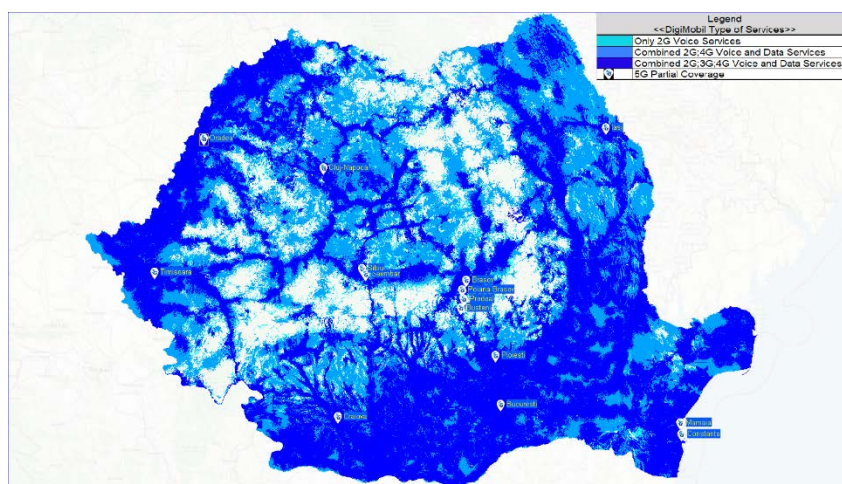 Legend
<<DigiMobil Type of Services>>
Only 2G Voice Services
Combined 2G;4G Voice and Data Services
Combined 2G;3G;4G Voice and Data Services
5G Partial Coverage
Iasi
Oradea
Cluj-Napoca
Sibiu
Timisoara
Brasov
Poiana Brasov
Predeal
Busteni
Ploiesti
Bucuresti
Craiova
Mamaia
Constanta